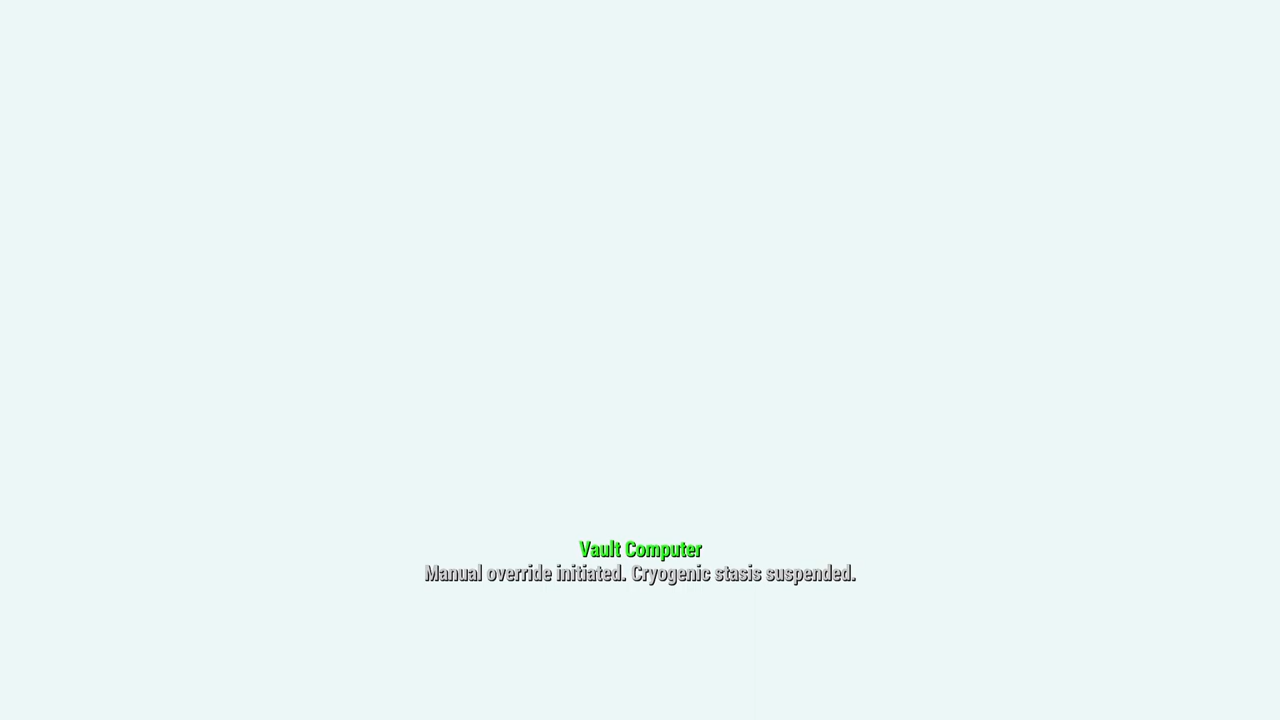 Vault Computer
Manual override initiated. Cryogenic stasis suspended.